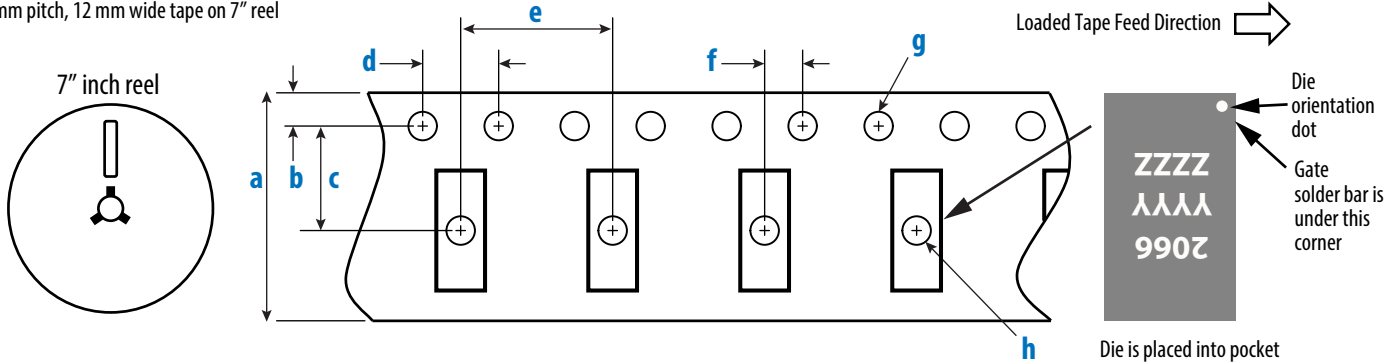 mm pitch, 12 mm wide tape on 7” reel
Loaded Tape Feed Direction
7” inch reel
e
d
f
g
a
b
c
h
Die
orientation
dot
Gate
solder bar is
under this
corner
2066
YYYY
ZZZZ
Die is placed into pocket